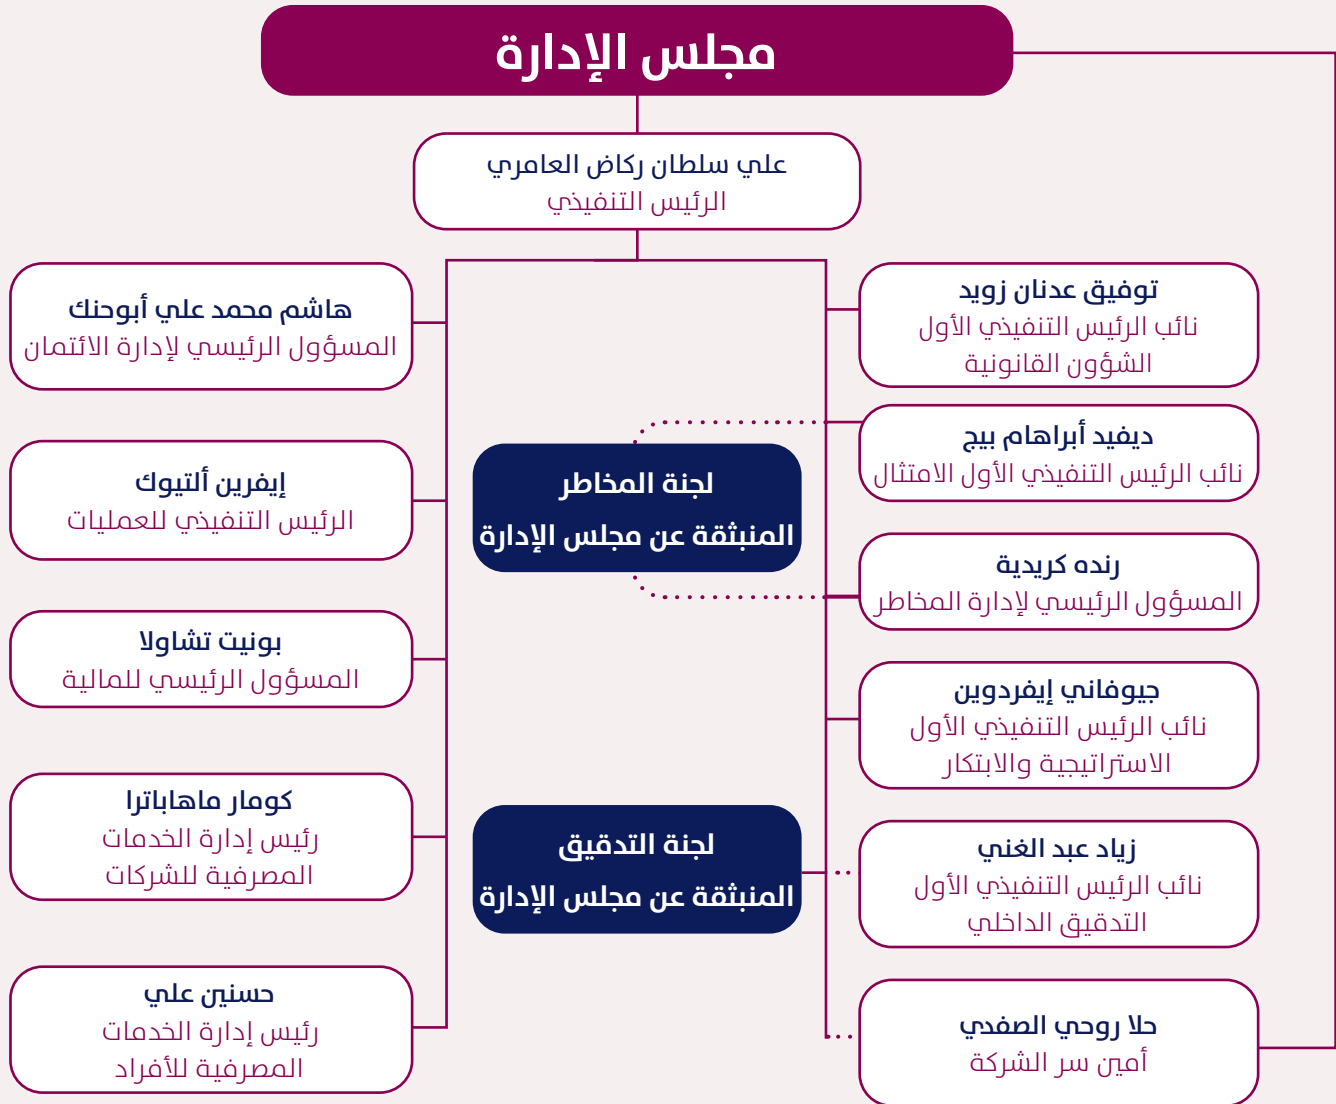 مجلس الإدارة
علي سلطان ركاض العامري
الرئيس التنفيذي
توفيق عدنان زويد
نائب الرئيس التنفيذي الأول
الشؤون القانونية
ديفيد أبراهام بيج
نائب الرئيس التنفيذي الأول الامتثال
رنده كريدية
المسؤول الرئيسي لإدارة المخاطر
جيوفاني إيفردوين
نائب الرئيس التنفيذي الأول
الاستراتيجية والابتكار
زياد عبد الغني
نائب الرئيس التنفيذي الأول
التدقيق الداخلي
حلا روحي الصفدي
أمين سر الشركة
لجنة المخاطر
المنبثقة عن مجلس الإدارة
لجنة التدقيق
المنبثقة عن مجلس الإدارة
هاشم محمد علي أبوحنك
المسؤول الرئيسي لإدارة الائتمان
إيفرين ألتيوك
الرئيس التنفيذي للعمليات
بونيت تشاولا
المسؤول الرئيسي للمالية
كومار ماهاباترا
رئيس إدارة الخدمات
المصرفية للشركات
حسنين علي
رئيس إدارة الخدمات
المصرفية للأفراد